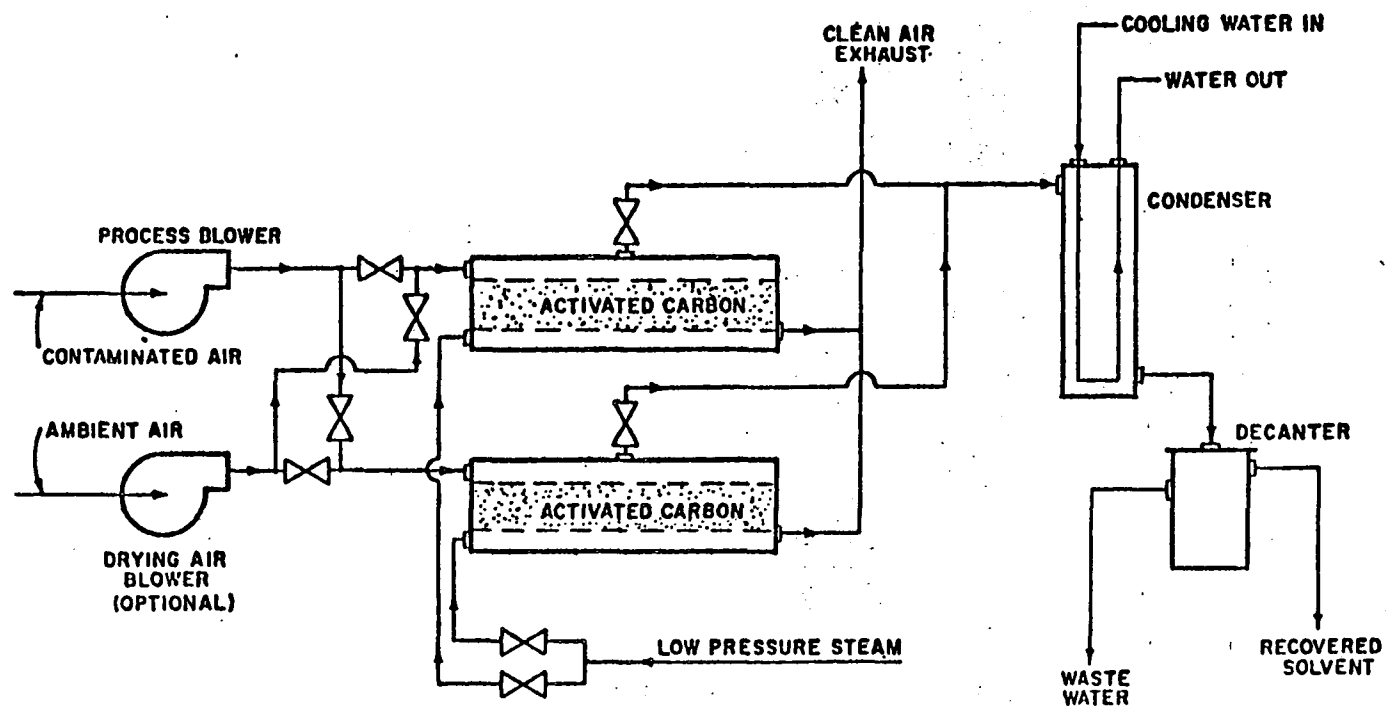 CLEAN AIR
EXHAUST
COOLING WATER IN
WATER OUT
CONDENSER
PROCESS BLOWER
ACTIVATED CARBON
CONTAMINATED AIR
AMBIENT AIR
DECANTER
ACTIVATED CARBON
DRYING AIR
BLOWER
(OPTIONAL)
LOW PRESSURE STEAM
RECOVERED
SOLVENT
WASTE
WATER